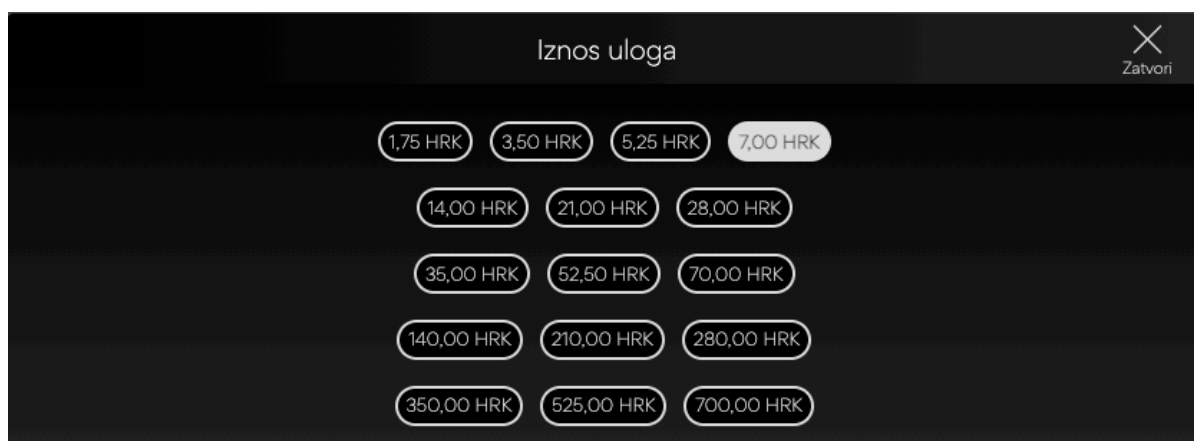 Iznos uloga
Zatvori
1,75 HRK 3,50 HRK 5,25 HRK 7,00 HRK
14,00 HRK 21,00 HRK 28,00 HRK
35,00 HRK 52,50 HRK 70,00 HRK
140,00 HRK 210,00 HRK 280,00 HRK
350,00 HRK 525,00 HRK 700,00 HRK